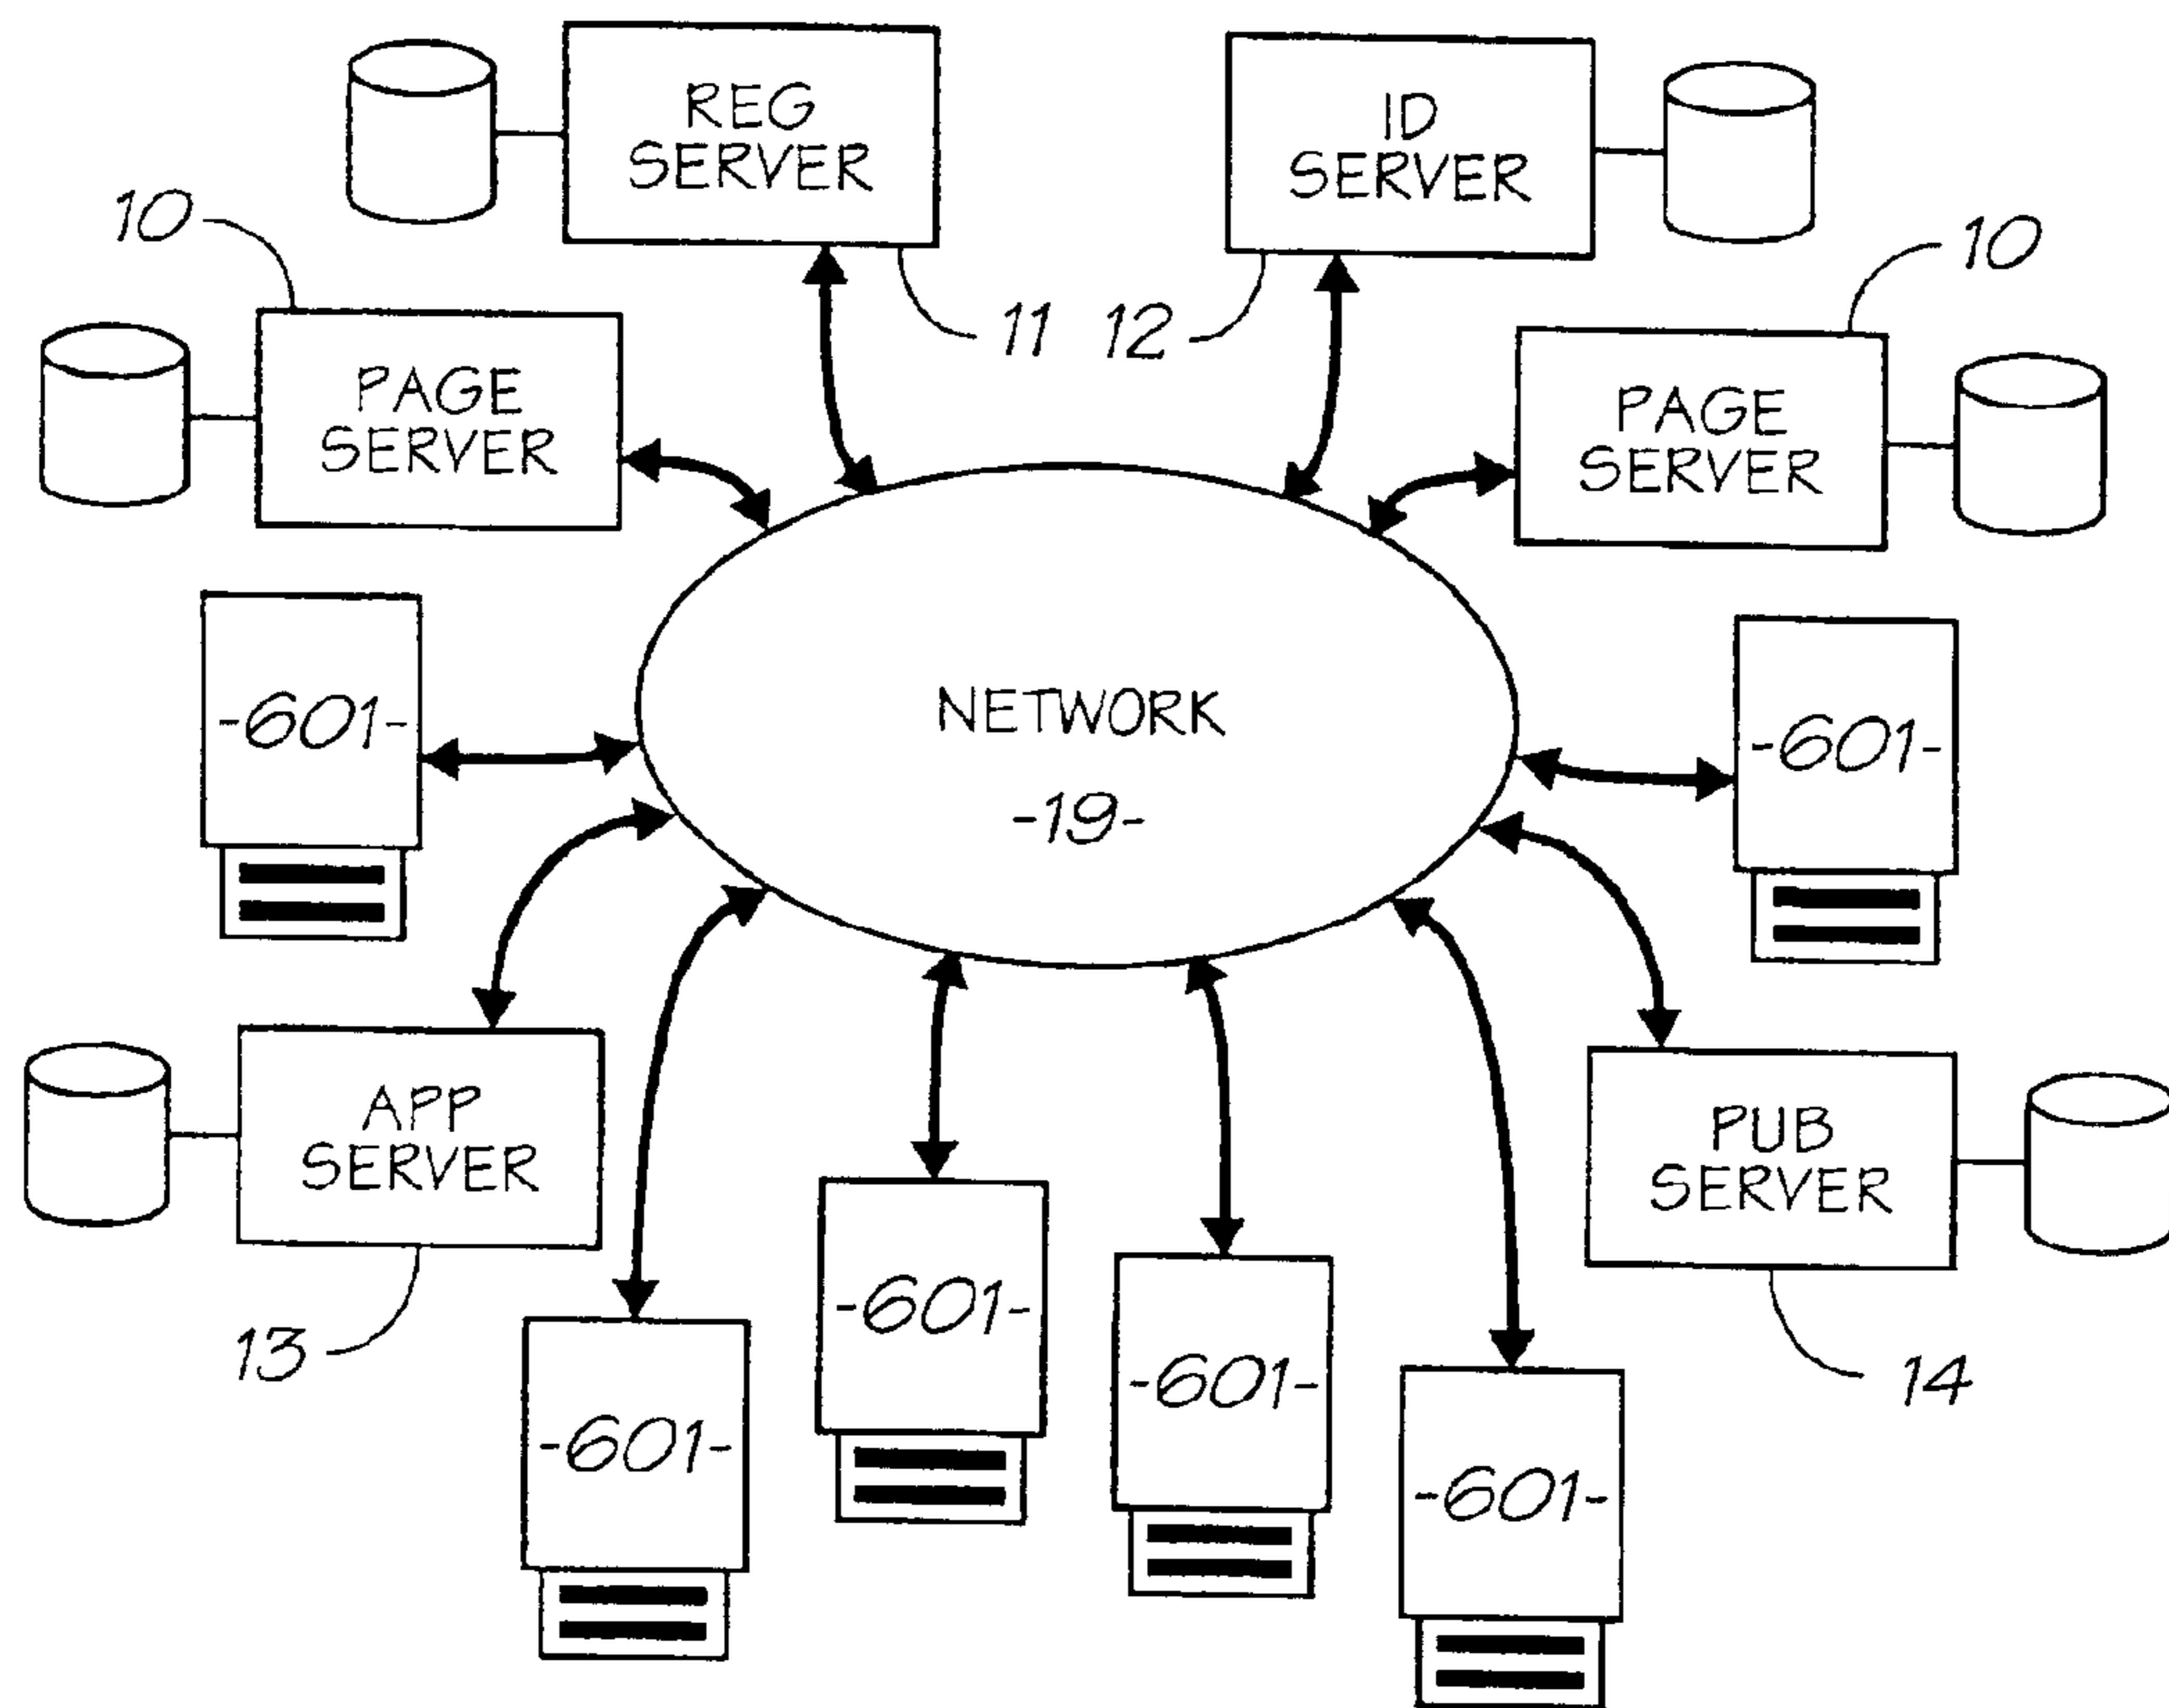 REG
SERVER
ID
SERVER
10
10
11
12
PAGE
SERVER
PAGE
SERVER
-601-
-601-
NETWORK
-19-
APP
SERVER
PUB
SERVER
13
14
-601-
-601-
-601-
-601-